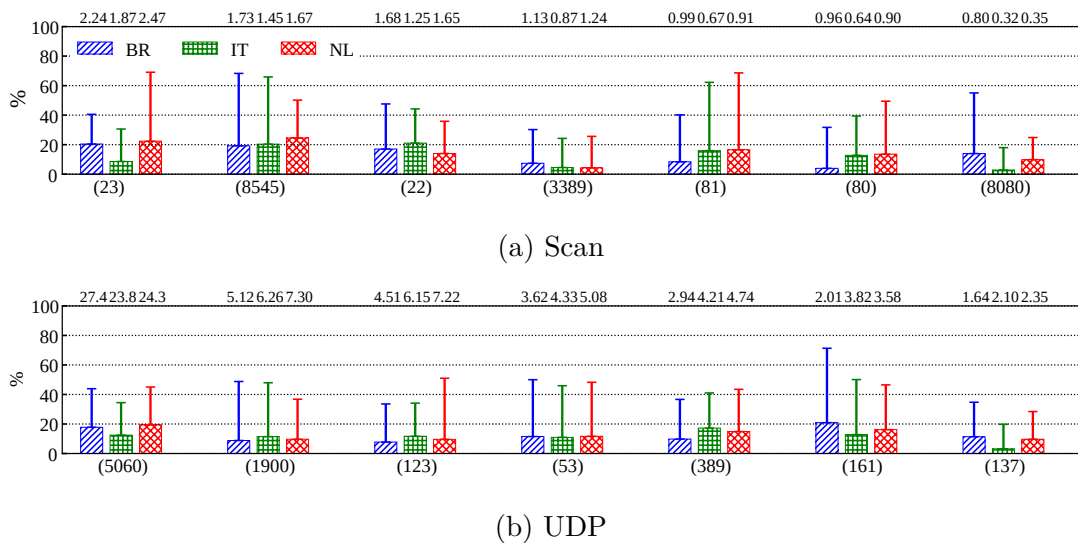 2.24 1.87 2.47 1.73 1.45 1.67 1.68 1.25 1.65 1.13 0.87 1.24 0.99 0.67 0.91 0.96 0.64 0.90 0.80 0.32 0.35
100
BR IT NL
80
60
%
40
20
0
(23) (8545) (22) (3389) (81) (80) (8080)
(a) Scan
27.4 23.8 24.3 5.12 6.26 7.30 4.51 6.15 7.22 3.62 4.33 5.08 2.94 4.21 4.74 2.01 3.82 3.58 1.64 2.10 2.35
100
80
60
%
40
20
0
(5060) (1900) (123) (53) (389) (161) (137)
(b) UDP